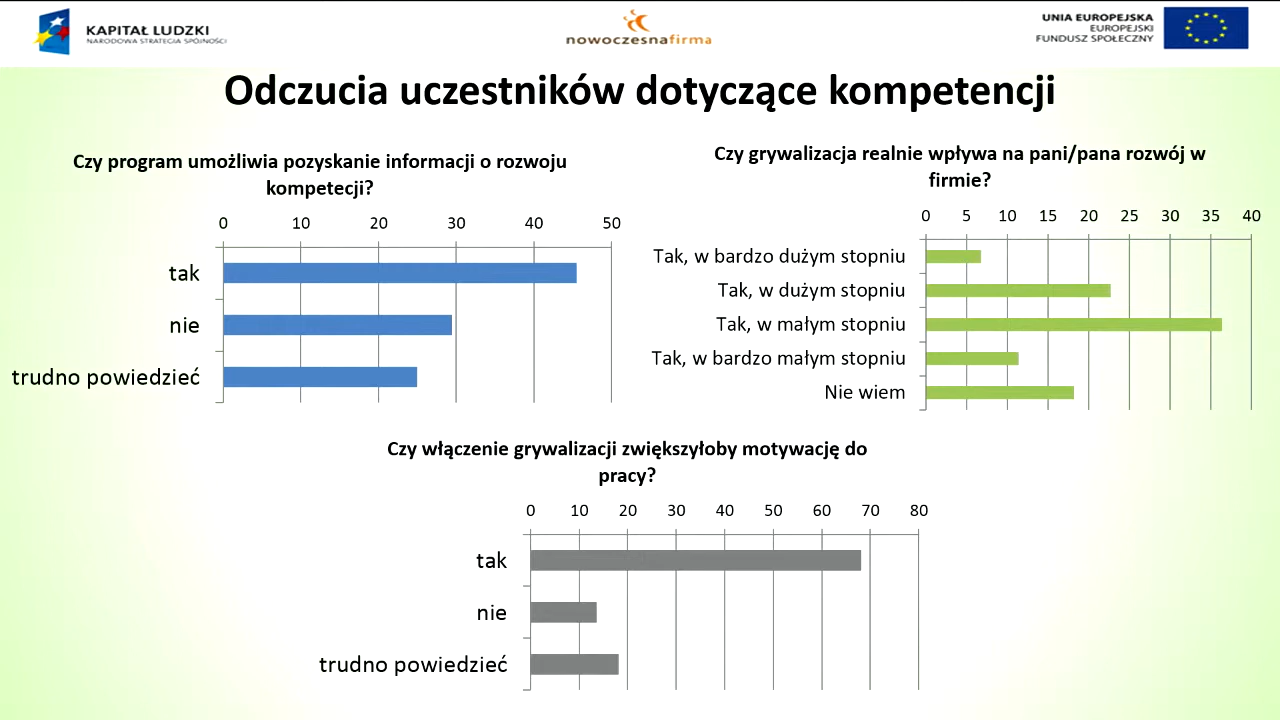 KAPITAŁ LUDZKI
NARODOWA STRATEGIA SPÓJNOŚCI
nowoczesnafirma
UNIA EUROPEJSKA
EUROPEJSKI
FUNDUSZ SPOŁECZNY
Odczucia uczestników dotyczące kompetencji
Czy program umożliwia pozyskanie informacji o rozwoju
kompetecji?
0 10 20 30 40 50
tak
nie
trudno powiedzieć
Czy grywalizacja realnie wpływa na pani/pana rozwój w
firmie?
0 5 10 15 20 25 30 35 40
Tak, w bardzo dużym stopniu
Tak, w dużym stopniu
Tak, w małym stopniu
Tak, w bardzo małym stopniu
Nie wiem
Czy włączenie grywalizacji zwiększyłoby motywację do
pracy?
0 10 20 30 40 50 60 70 80
tak
nie
trudno powiedzieć